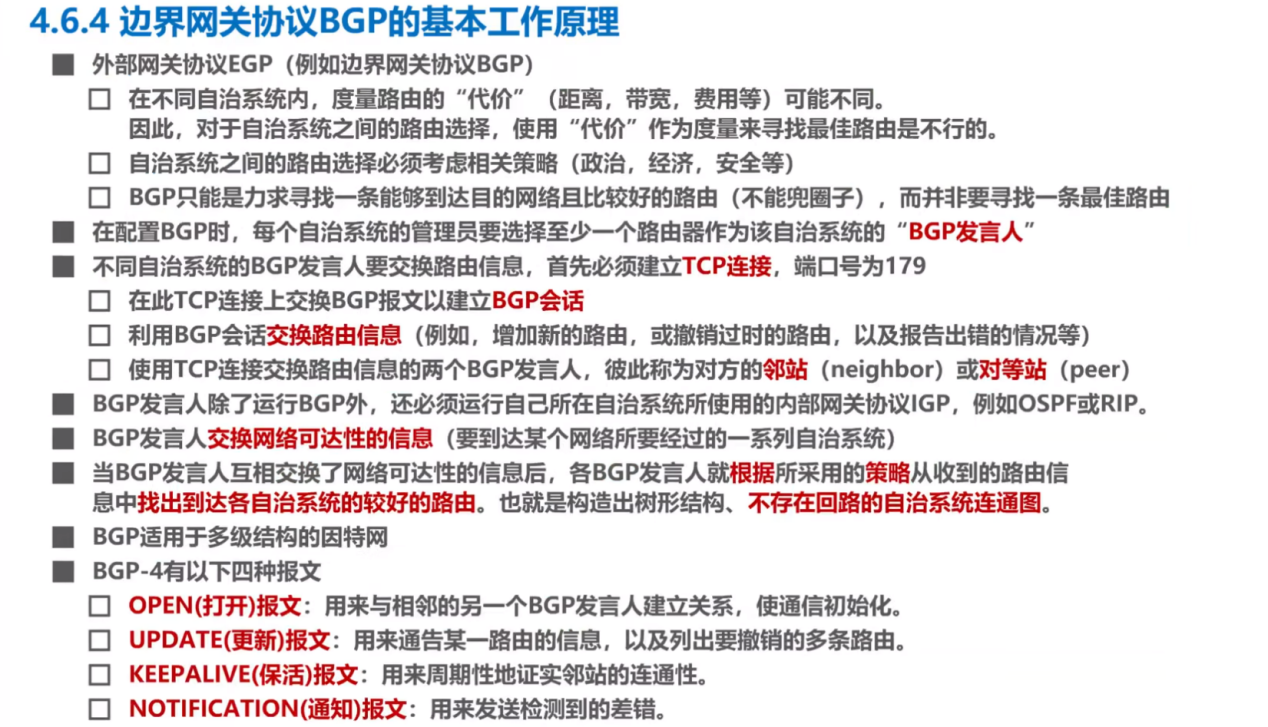 4.6.4 边界网关协议BGP的基本工作原理
外部网关协议EGP（例如边界网关协议BGP）
在不同自治系统内，度量路由的“代价”（距离，带宽，费用等）可能不同。
因此，对于自治系统之间的路由选择，使用“代价”作为度量来寻找最佳路由是不行的。
自治系统之间的路由选择必须考虑相关策略（政治，经济，安全等）
BGP只能是力求寻找一条能够到达目的网络且比较好的路由（不能兜圈子），而并非要寻找一条最佳路由
在配置BGP时，每个自治系统的管理员要选择至少一个路由器作为该自治系统的“BGP发言人”
不同自治系统的BGP发言人要交换路由信息，首先必须建立TCP连接，端口号为179
在此TCP连接上交换BGP报文以建立BGP会话
利用BGP会话交换路由信息（例如，增加新的路由，或撤销过时的路由，以及报告出错的情况等）
使用TCP连接交换路由信息的两个BGP发言人，彼此称为对方的邻站（neighbor）或对等站（peer）
BGP发言人除了运行BGP外，还必须运行自己所在自治系统所使用的内部网关协议IGP，例如OSPF或RIP。
BGP发言人交换网络可达性的信息（要到达某个网络所要经过的一系列自治系统）
当BGP发言人互相交换了网络可达性的信息后，各BGP发言人就根据所采用的策略从收到的路由信
息中找出到达各自治系统的较好的路由。也就是构造出树形结构、不存在回路的自治系统连通图。
BGP适用于多级结构的因特网
BGP-4有以下四种报文
OPEN(打开)报文：用来与相邻的另一个BGP发言人建立关系，使通信初始化。
UPDATE(更新)报文：用来通告某一路由的信息，以及列出要撤销的多条路由。
KEEPALIVE(保活)报文：用来周期性地证实邻站的连通性。
NOTIFICATION(通知)报文：用来发送检测到的差错。